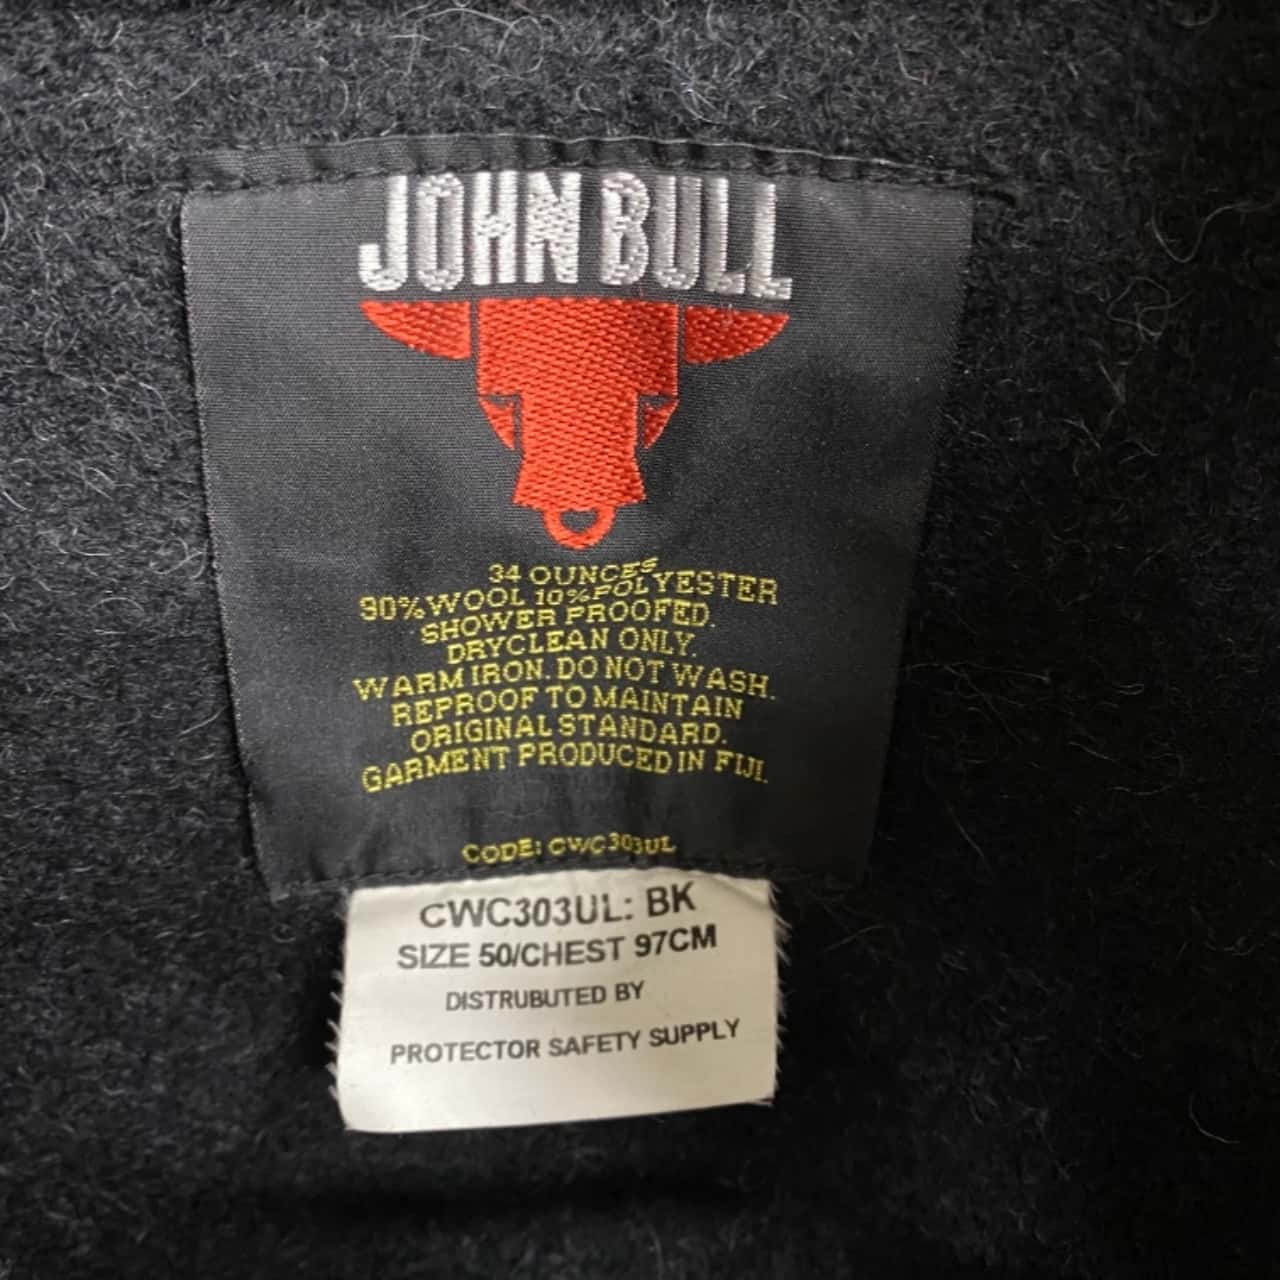 JOHN BULL
34 OUNCES
90% WOOL 10% POLYESTER
SHOWER PROOFED.
DRYCLEAN ONLY.
WARM IRON. DO NOT WASH.
REPROOF TO MAINTAIN
ORIGINAL STANDARD.
GARMENT PRODUCED IN FIJI.
CODE: CWC303UL
CWC303UL: BK
SIZE 50/CHEST 97CM
DISTRUBUTED BY
PROTECTOR SAFETY SUPPLY